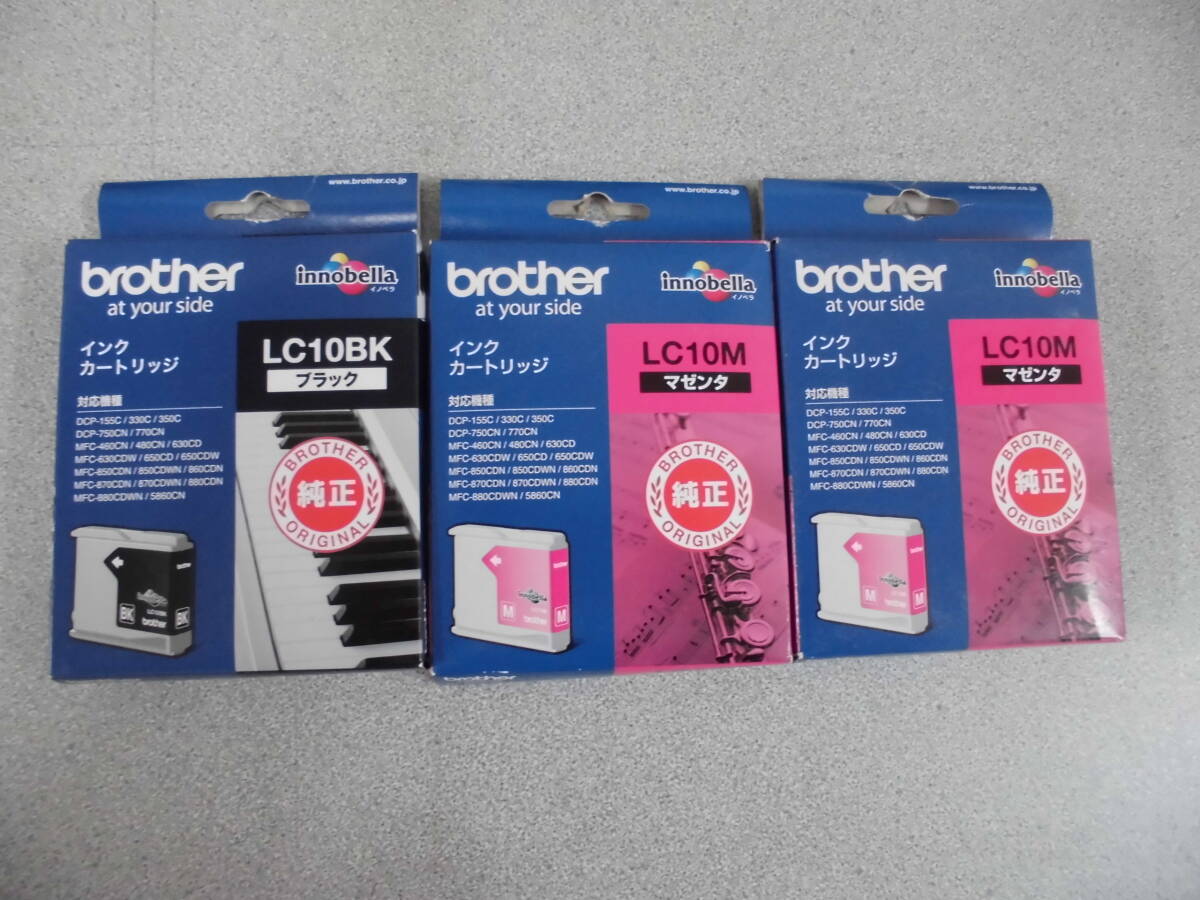 www.brother.co.jp
brother
at your side
innobella
イノベラ
インク
カートリッジ
LC10BK
ブラック
対応機種
DCP-155C / 330C / 350C
DCP-750CN / 770CN
MFC-460CN / 480CN / 630CD
MFC-630CDW / 650CD / 650CDW
MFC-850CDN / 850CDWN / 860CDN
MFC-870CDN / 870CDWN / 880CDN
MFC-880CDWN / 5860CN
BROTHER
純正
ORIGINAL
BK
BK
LC10BK
brother
www.brother.co.jp
brother
at your side
innobella
イノベラ
インク
カートリッジ
LC10M
マゼンタ
対応機種
DCP-155C / 330C / 350C
DCP-750CN / 770CN
MFC-460CN / 480CN / 630CD
MFC-630CDW / 650CD / 650CDW
MFC-850CDN / 850CDWN / 860CDN
MFC-870CDN / 870CDWN / 880CDN
MFC-880CDWN / 5860CN
BROTHER
純正
ORIGINAL
M
M
brother
brother
www.brother.co.jp
brother
at your side
innobella
イノベラ
インク
カートリッジ
LC10M
マゼンタ
対応機種
DCP-155C / 330C / 350C
DCP-750CN / 770CN
MFC-460CN / 480CN / 630CD
MFC-630CDW / 650CD / 650CDW
MFC-850CDN / 850CDWN / 860CDN
MFC-870CDN / 870CDWN / 880CDN
MFC-880CDWN / 5860CN
BROTHER
純正
ORIGINAL
M
M
brother